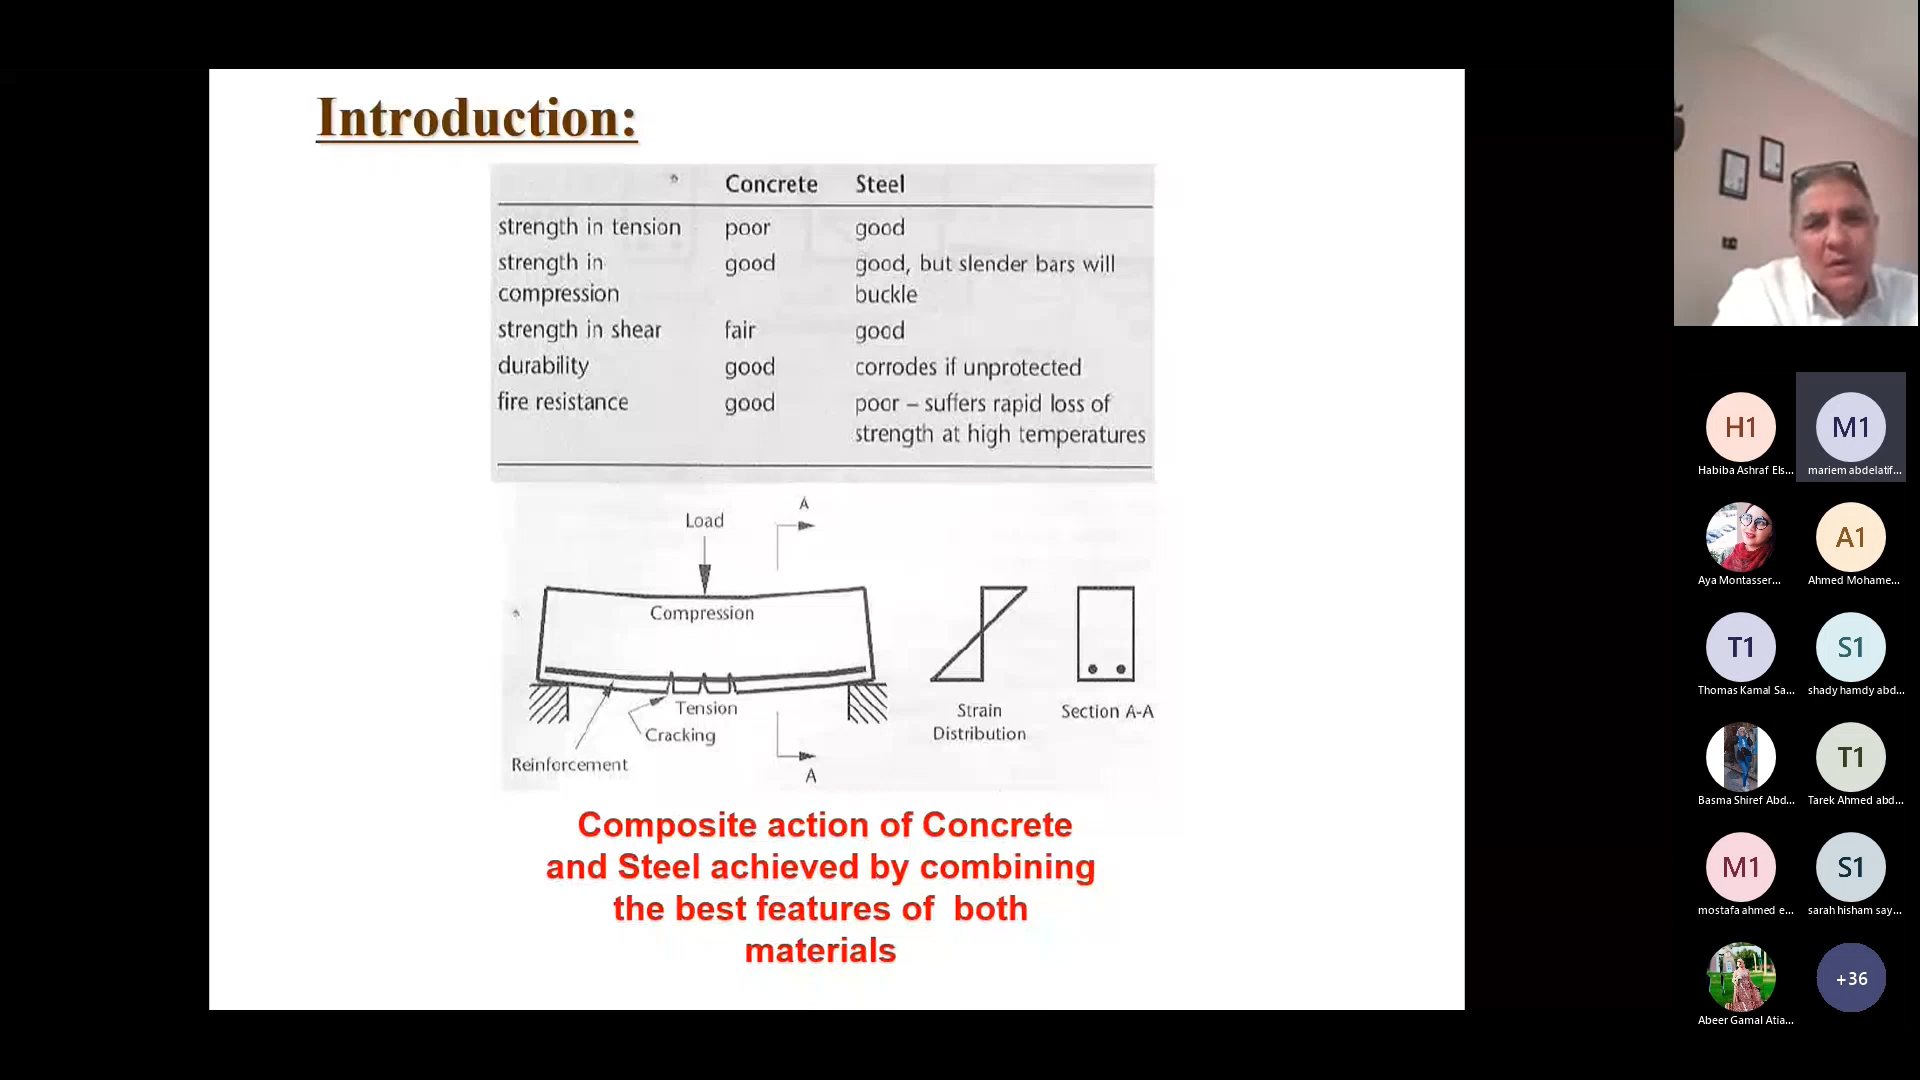 Introduction:
Concrete Steel
strength in tension poor good
strength in good good, but slender bars will
compression buckle
strength in shear fair good
durability good corrodes if unprotected
fire resistance good poor – suffers rapid loss of
strength at high temperatures
A
Load
Compression
Tension
Cracking
Reinforcement
A
Strain
Distribution
Section A-A
Composite action of Concrete
and Steel achieved by combining
the best features of both
materials
H1
Habiba Ashraf Els...
M1
mariem abdelatif...
Aya Montasser...
A1
Ahmed Mohame...
T1
Thomas Kamal Sa...
S1
shady hamdy abd...
Basma Shiref Abd...
T1
Tarek Ahmed abd...
M1
mostafa ahmed e...
S1
sarah hisham say...
Abeer Gamal Atia...
+36